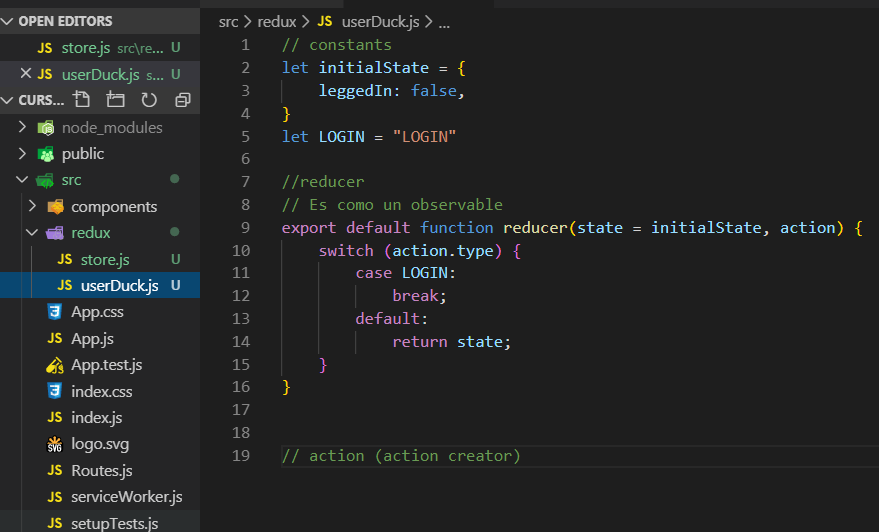 OPEN EDITORS
JS store.js src\re... U
JS userDuck.js s... U
CURS...
node_modules
public
src
components
redux
JS store.js U
JS userDuck.js U
App.css
JS App.js
App.test.js
index.css
JS index.js
SVG logo.svg
JS Routes.js
JS serviceWorker.js
JS setupTests.js
src > redux > JS userDuck.js > ...
1 // constants
2 let initialState = {
3 leggedIn: false,
4 }
5 let LOGIN = "LOGIN"
6
7 //reducer
8 // Es como un observable
9 export default function reducer(state = initialState, action) {
10 switch (action.type) {
11 case LOGIN:
12 break;
13 default:
14 return state;
15 }
16 }
17
18
19 // action (action creator)